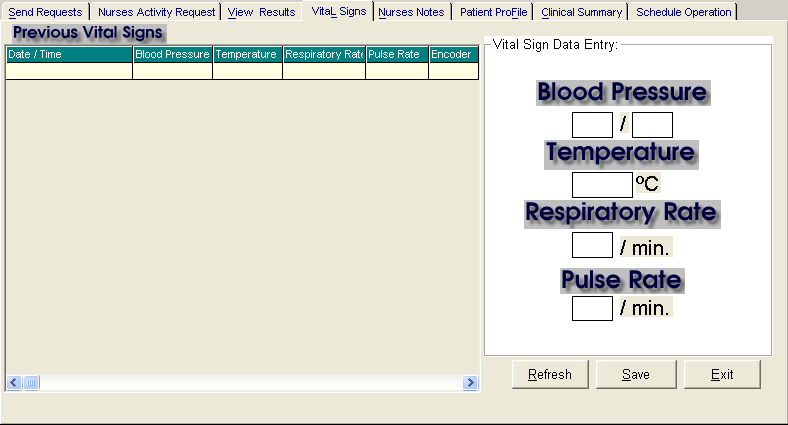 Send Requests Nurses Activity Request View Results VitaL Signs Nurses Notes Patient ProFile Clinical Summary Schedule Operation
Previous Vital Signs
Date / Time Blood Pressure Temperature Respiratory Rate Pulse Rate Encoder
Vital Sign Data Entry:
Blood Pressure
/
Temperature
ºC
Respiratory Rate
/ min.
Pulse Rate
/ min.
Refresh Save Exit